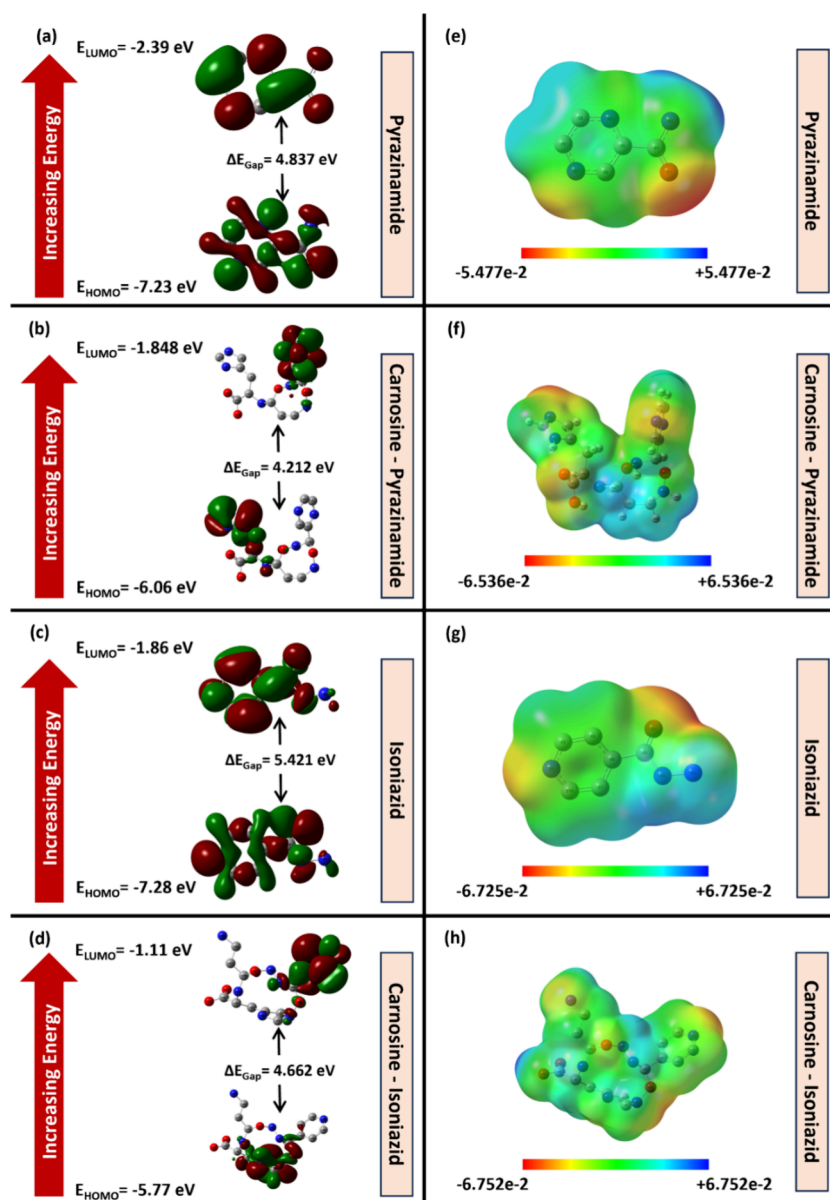 (a)
E_LUMO= -2.39 eV
Increasing Energy
ΔE_Gap= 4.837 eV
E_HOMO= -7.23 eV
Pyrazinamide
(e)
-5.477e-2
+5.477e-2
Pyrazinamide
(b)
E_LUMO= -1.848 eV
Increasing Energy
ΔE_Gap= 4.212 eV
E_HOMO= -6.06 eV
Carnosine - Pyrazinamide
(f)
-6.536e-2
+6.536e-2
Carnosine - Pyrazinamide
(c)
E_LUMO= -1.86 eV
Increasing Energy
ΔE_Gap= 5.421 eV
E_HOMO= -7.28 eV
Isoniazid
(g)
-6.725e-2
+6.725e-2
Isoniazid
(d)
E_LUMO= -1.11 eV
Increasing Energy
ΔE_Gap= 4.662 eV
E_HOMO= -5.77 eV
Carnosine - Isoniazid
(h)
-6.752e-2
+6.752e-2
Carnosine - Isoniazid